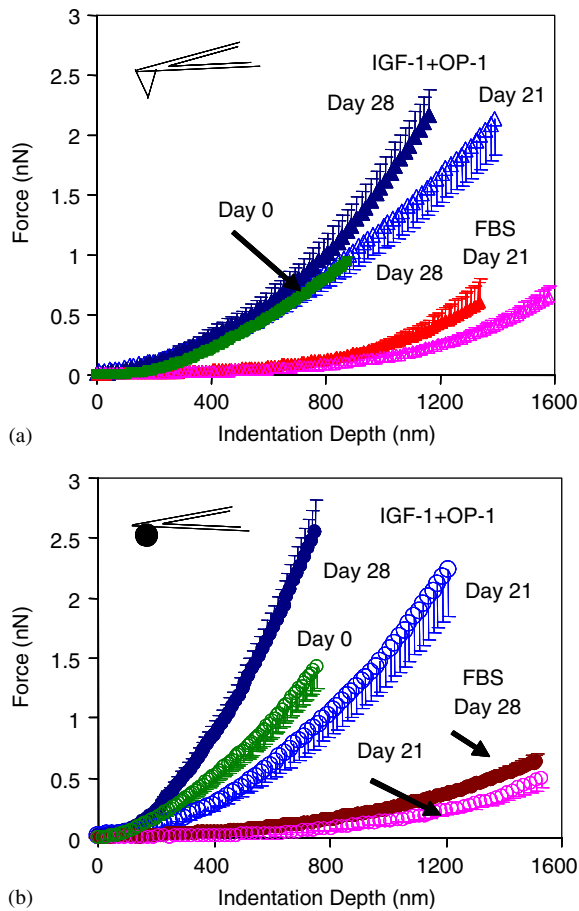 3
2.5
2
1.5
1
0.5
0
Force (nN)
IGF-1+OP-1
Day 28
Day 21
Day 0
FBS
Day 28
Day 21
0
400
800
1200
1600
(a)
Indentation Depth (nm)
3
2.5
2
1.5
1
0.5
0
Force (nN)
IGF-1+OP-1
Day 28
Day 21
Day 0
FBS
Day 28
Day 21
0
400
800
1200
1600
(b)
Indentation Depth (nm)